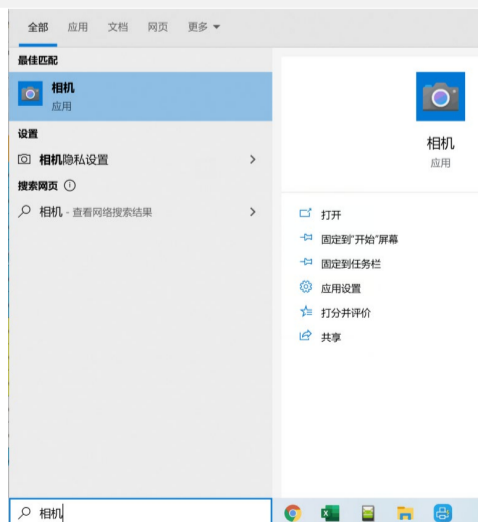 全部 应用 文档 网页 更多
最佳匹配
相机
应用
设置
相机隐私设置
搜索网页
相机 - 查看网络搜索结果
相机
应用
打开
固定到"开始"屏幕
固定到任务栏
应用设置
打分并评价
共享
相机